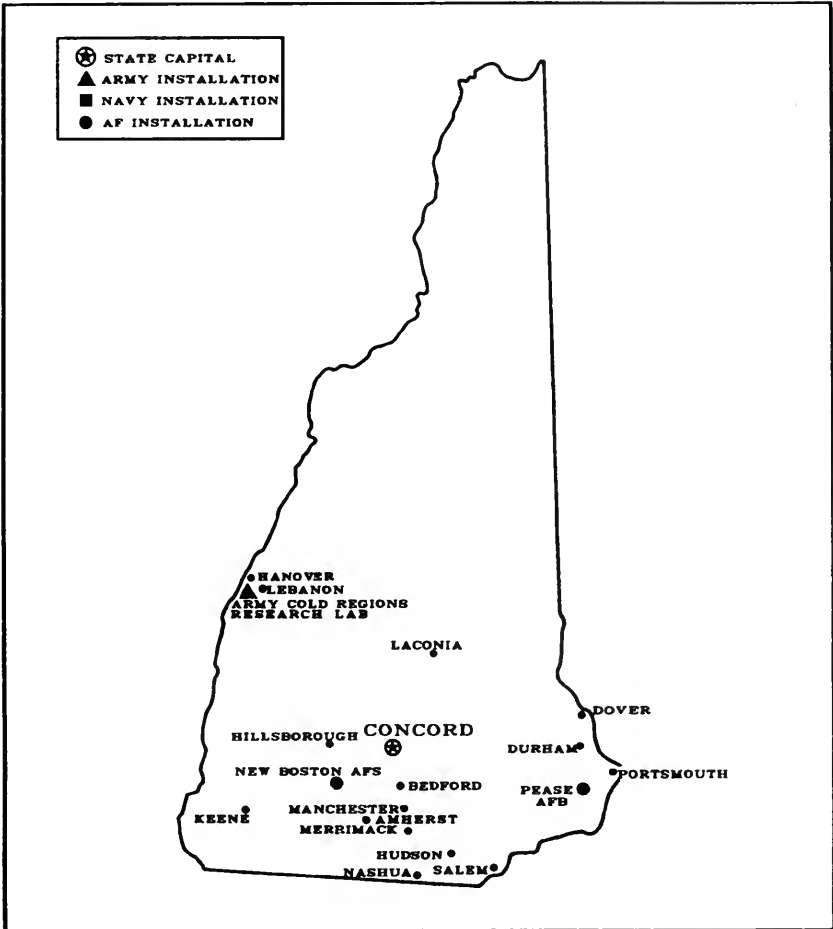 STATE CAPITAL
ARMY INSTALLATION
NAVY INSTALLATION
AF INSTALLATION
HANOVER
LEBANON
ARMY COLD REGIONS
RESEARCH LAB
LACONIA
DOVER
HILLSBOROUGH
CONCORD
DURHAM
NEW BOSTON AFS
BEDFORD
PORTSMOUTH
PEASE
AFB
KEENE
MANCHESTER
AMHERST
MERRIMACK
HUDSON
NASHUA
SALEM